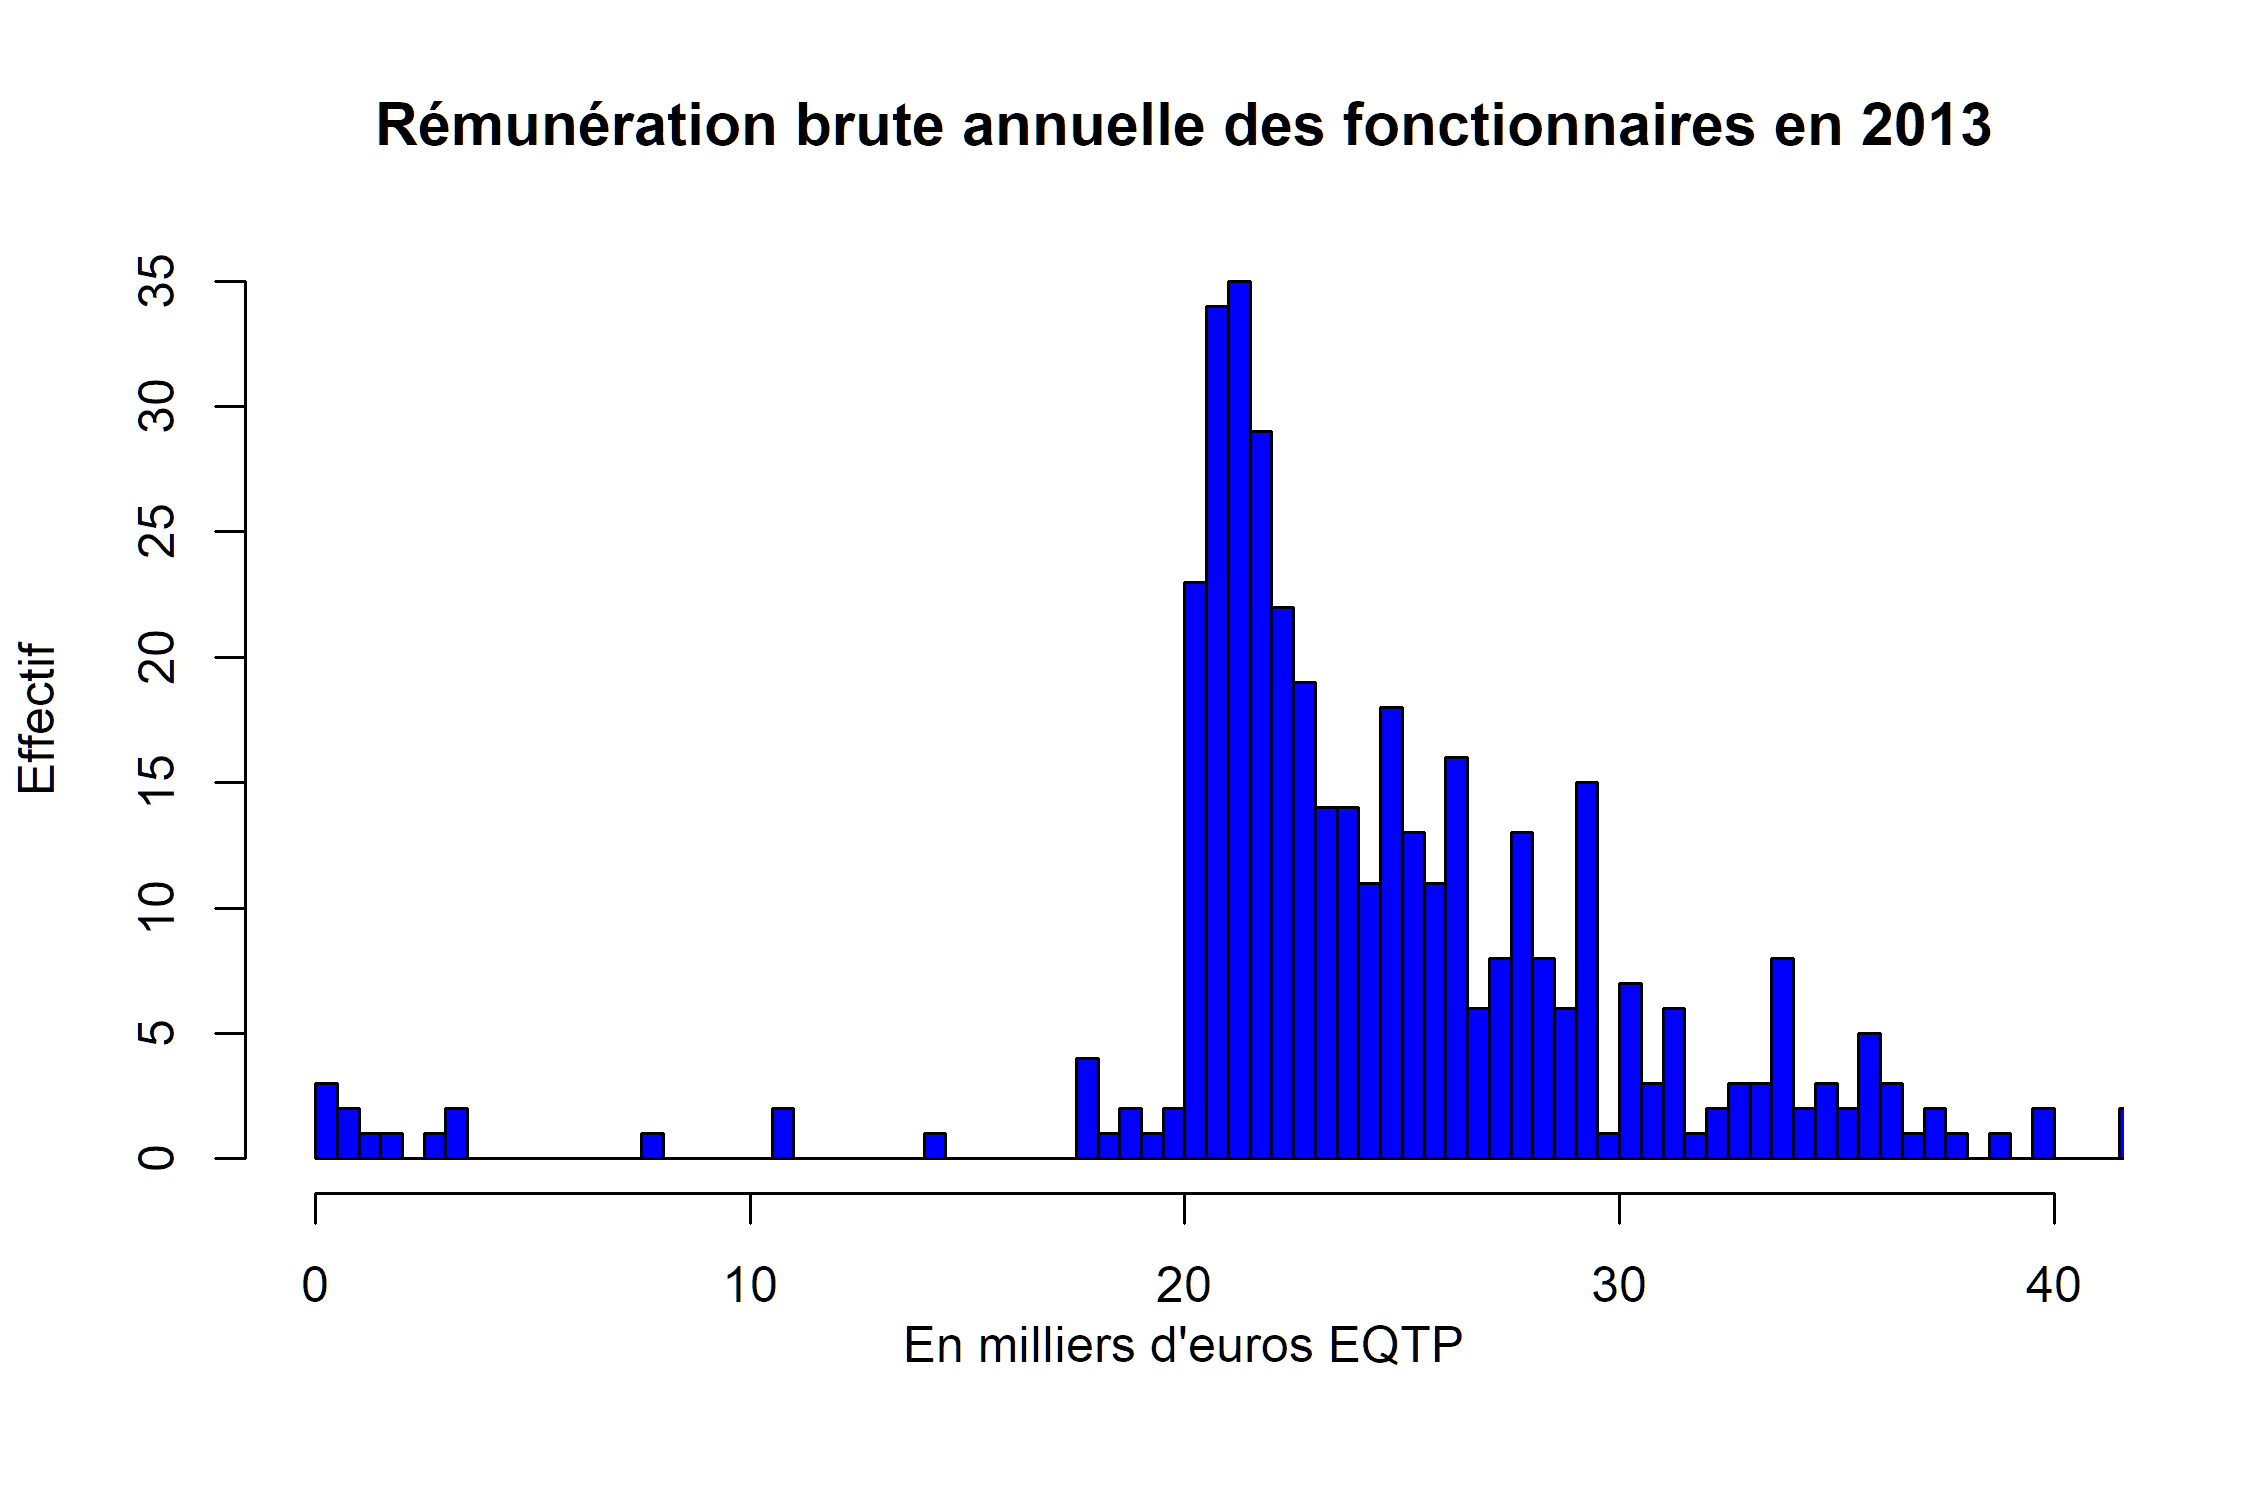 Rémunération brute annuelle des fonctionnaires en 2013
Effectif
35
30
25
20
15
10
5
0
0 10 20 30 40
En milliers d'euros EQTP